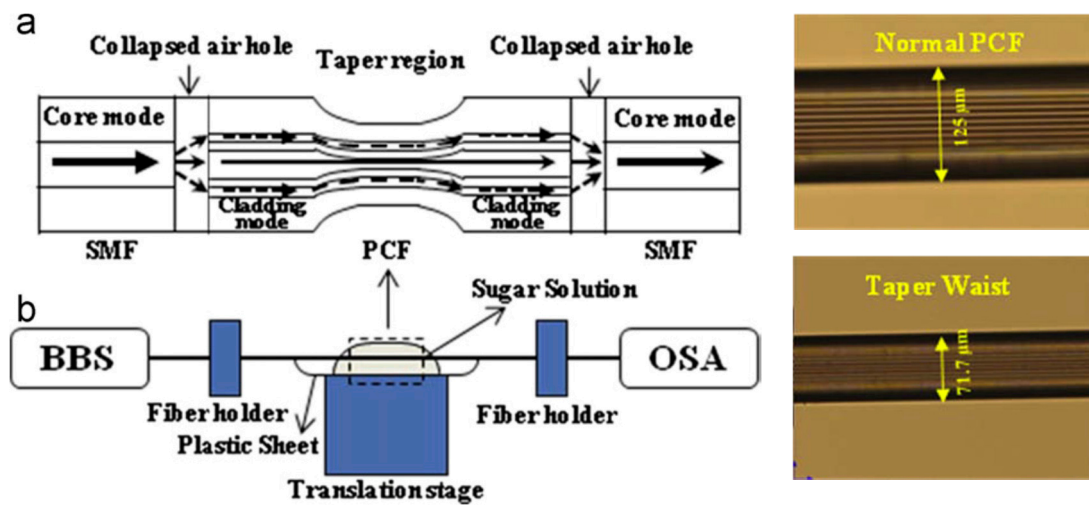 a
Collapsed air hole
Taper region
Collapsed air hole
Core mode
Core mode
Cladding
mode
Cladding
mode
SMF
PCF
SMF
Normal PCF
125 µm
b
Sugar Solution
BBS
OSA
Fiber holder
Fiber holder
Plastic Sheet
Translation stage
Taper Waist
71.7 µm